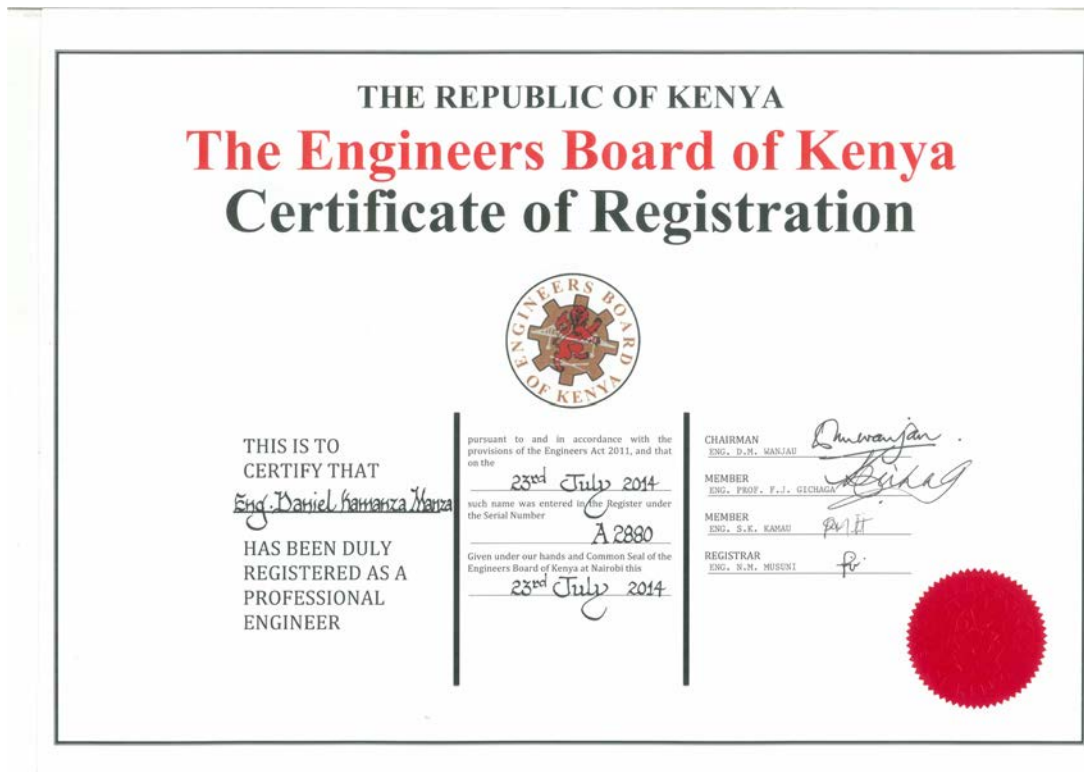 THE REPUBLIC OF KENYA
The Engineers Board of Kenya
Certificate of Registration
ENGINEERS BOARD
OF KENYA
THIS IS TO
CERTIFY THAT
Eng. Daniel Kamanza Manza
HAS BEEN DULY
REGISTERED AS A
PROFESSIONAL
ENGINEER
pursuant to and in accordance with the
provisions of the Engineers Act 2011, and that
on the
23rd July 2014
such name was entered in the Register under
the Serial Number
A 2880
Given under our hands and Common Seal of the
Engineers Board of Kenya at Nairobi this
23rd July 2014
CHAIRMAN
ENG. D.M. WANJAU
MEMBER
ENG. PROF. F.J. GICHAGA
MEMBER
ENG. S.K. KAMAU
REGISTRAR
ENG. N.M. MUSUNI